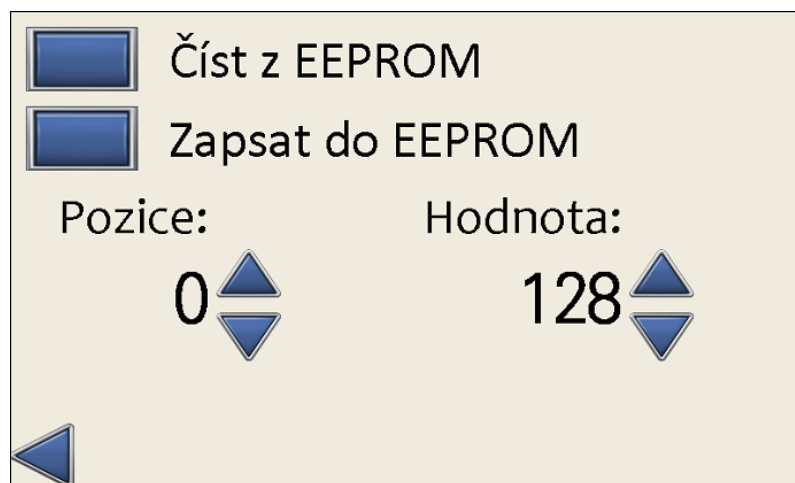 Číst z EEPROM
Zapsat do EEPROM
Pozice: Hodnota:
0 128